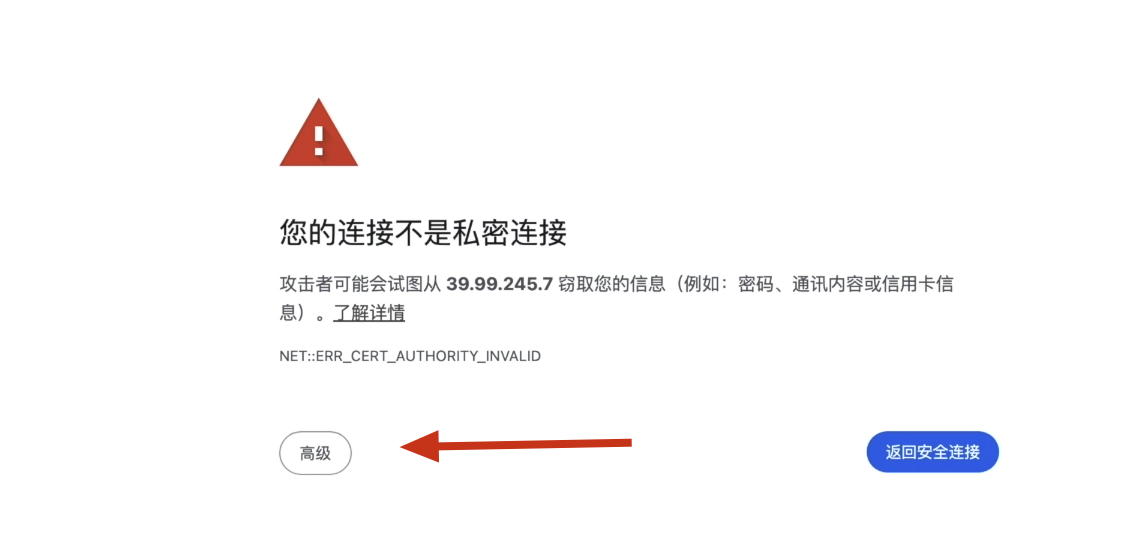 您的连接不是私密连接
攻击者可能会试图从 39.99.245.7 窃取您的信息（例如：密码、通讯内容或信用卡信
息）。了解详情
NET::ERR_CERT_AUTHORITY_INVALID
高级
返回安全连接